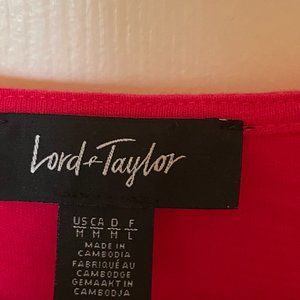 Lord & Taylor
US CA D F
M M M L
MADE IN
CAMBODIA
FABRIQUÉ AU
CAMBODGE
GEMAAKT IN
CAMBODJA